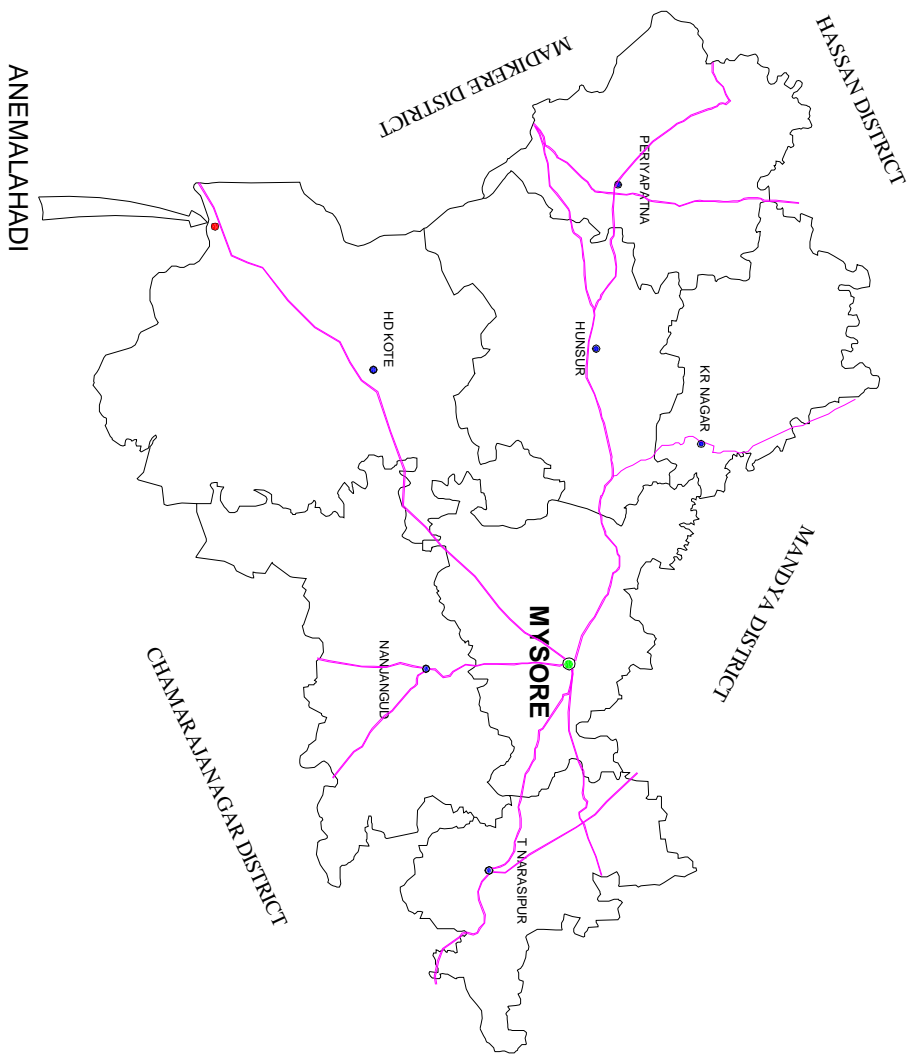 HASSAN DISTRICT
MADIKERE DISTRICT
PERIYAPATNA
KR NAGAR
HUNSUR
MANDYA DISTRICT
HD KOTE
ANEMALAHADI
MYSORE
NANJANGUD
T NARASIPUR
CHAMARAJANAGAR DISTRICT